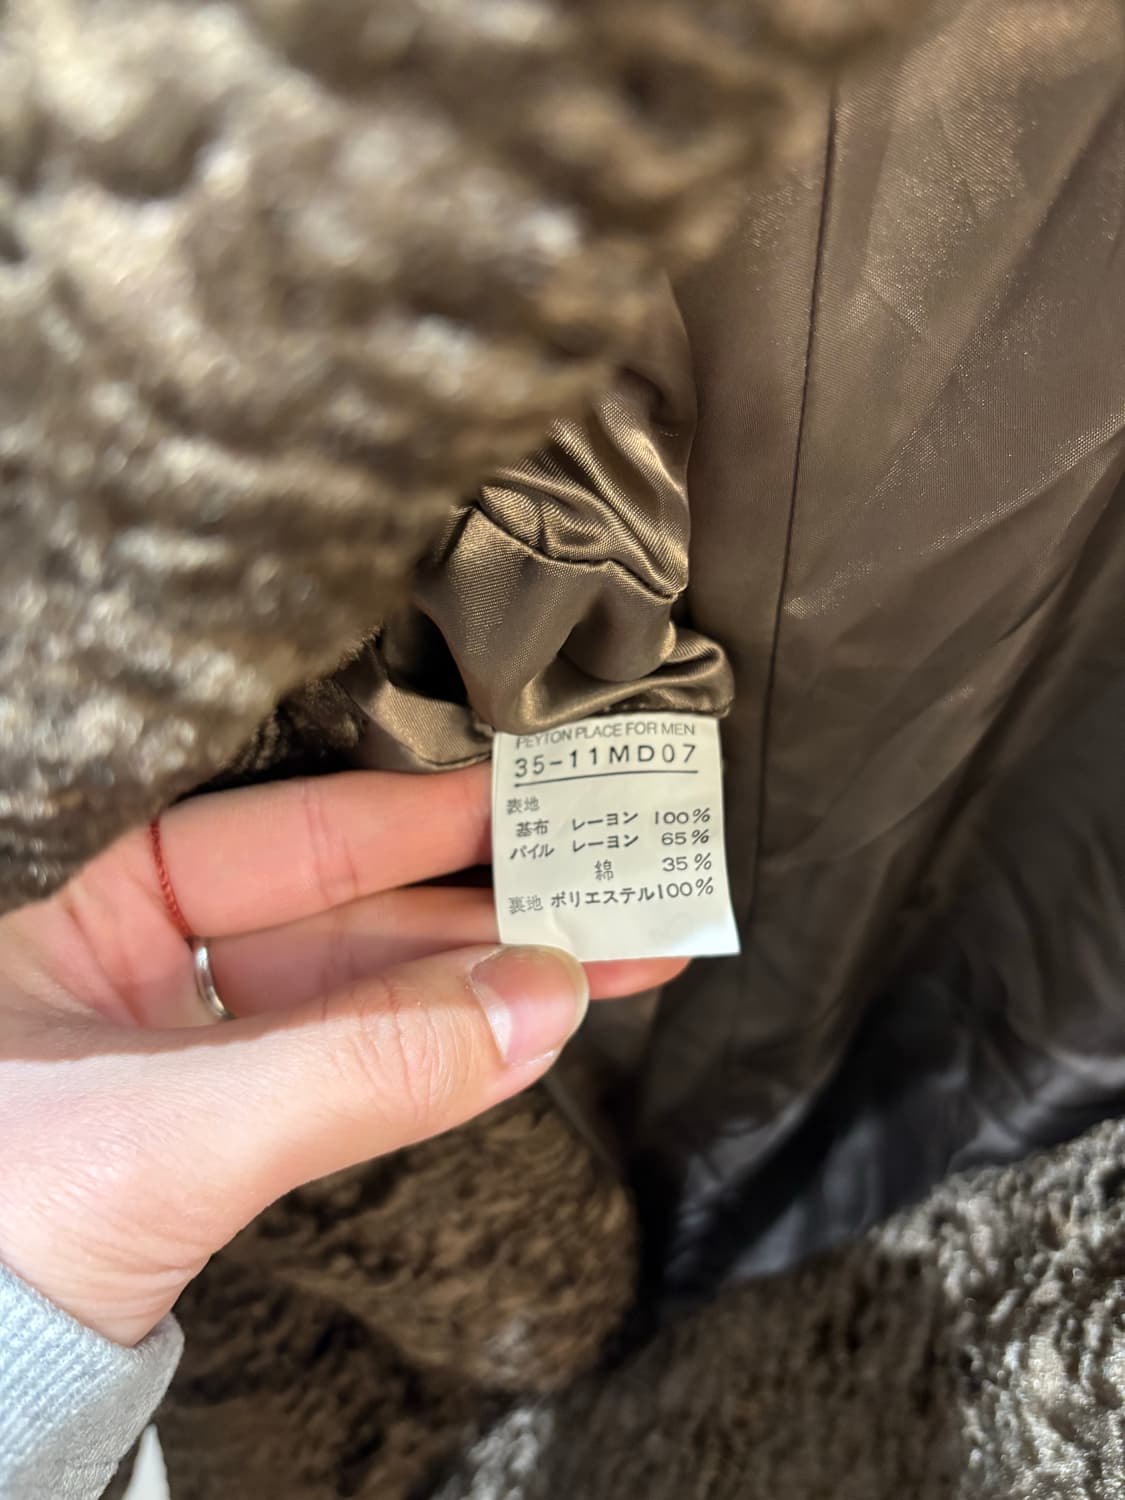 PEYTON PLACE FOR MEN
35-11MD07
表地
基布 レーヨン 100%
パイル レーヨン 65%
綿 35%
裏地 ポリエステル100%